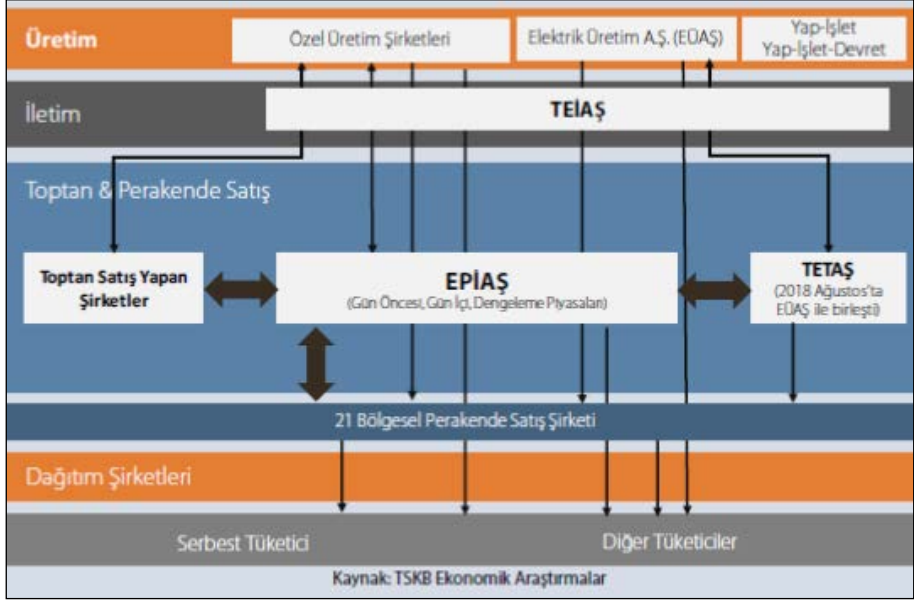 Üretim
Özel Üretim Şirketleri
Elektrik Üretim A.Ş. (EÜAŞ)
Yap-İşlet
Yap-İşlet-Devret
İletim
TEİAŞ
Toptan & Perakende Satış
Toptan Satış Yapan
Şirketler
EPİAŞ
(Gün Öncesi, Gün İçi, Dengeleme Piyasaları)
TETAŞ
(2018 Ağustos'ta
EÜAŞ ile birleşti)
21 Bölgesel Perakende Satış Şirketi
Dağıtım Şirketleri
Serbest Tüketici
Diğer Tüketiciler
Kaynak: TSKB Ekonomik Araştırmalar